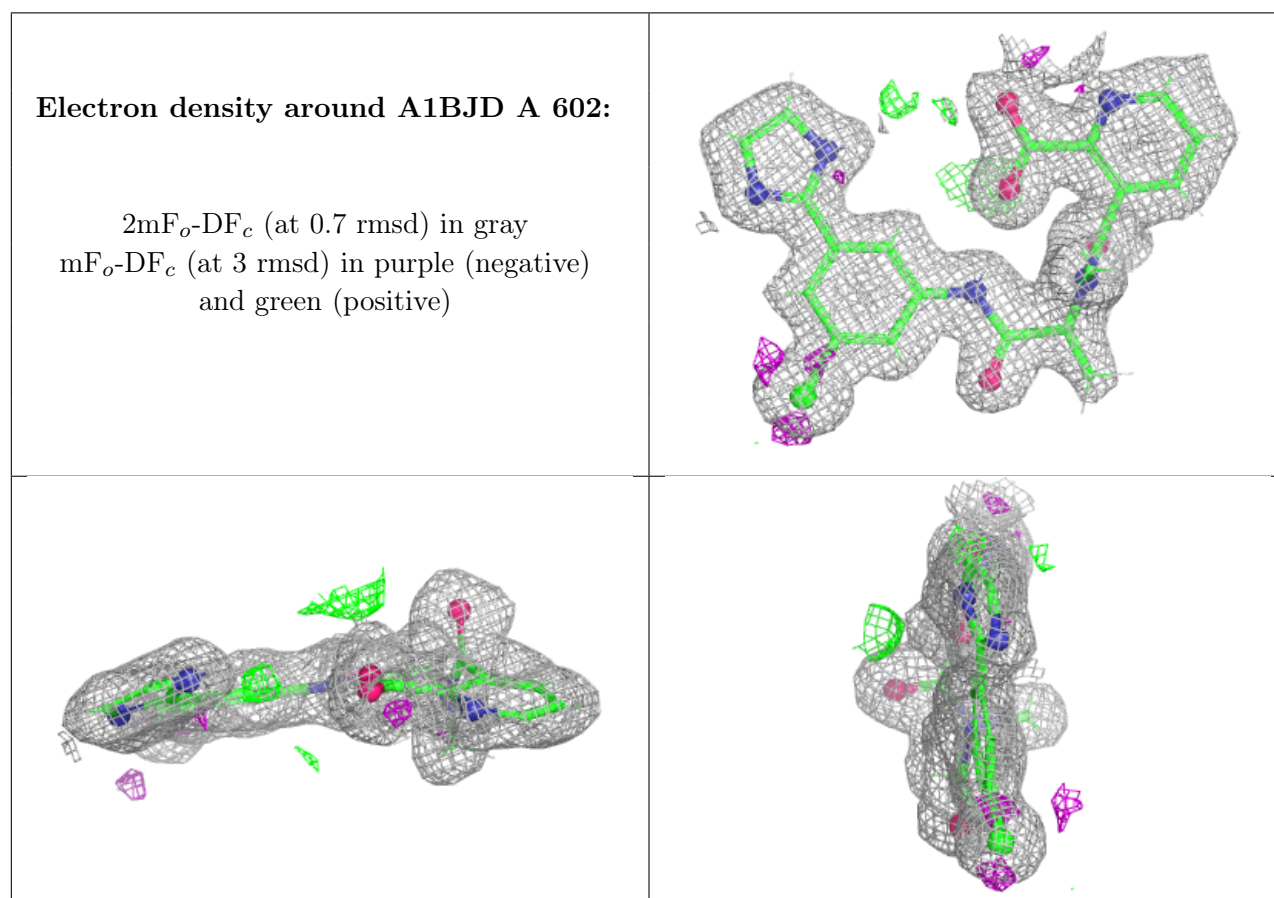 Electron density around A1BJD A 602:
2mFo-DFc (at 0.7 rmsd) in gray
mFo-DFc (at 3 rmsd) in purple (negative)
and green (positive)